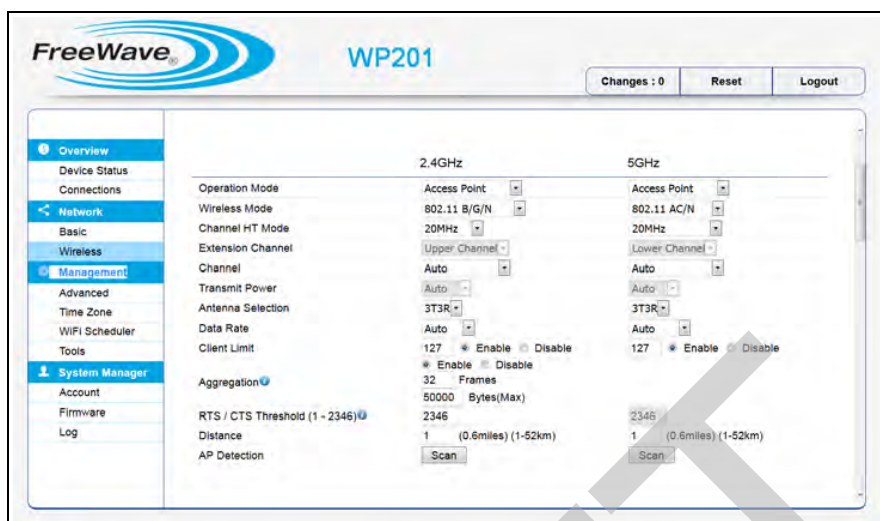 FreeWave®
WP201
Changes : 0 Reset Logout
Overview
Device Status
Connections
Network
Basic
Wireless
Management
Advanced
Time Zone
WiFi Scheduler
Tools
System Manager
Account
Firmware
Log
2.4GHz 5GHz
Operation Mode Access Point Access Point
Wireless Mode 802.11 B/G/N 802.11 AC/N
Channel HT Mode 20MHz 20MHz
Extension Channel Upper Channel Lower Channel
Channel Auto Auto
Transmit Power Auto Auto
Antenna Selection 3T3R 3T3R
Data Rate Auto Auto
Client Limit 127 Enable Disable 127 Enable Disable
Aggregation Enable Disable
32 Frames
50000 Bytes(Max)
RTS / CTS Threshold (1 - 2346) 2346 2346
Distance 1 (0.6miles) (1-52km) 1 (0.6miles) (1-52km)
AP Detection Scan Scan